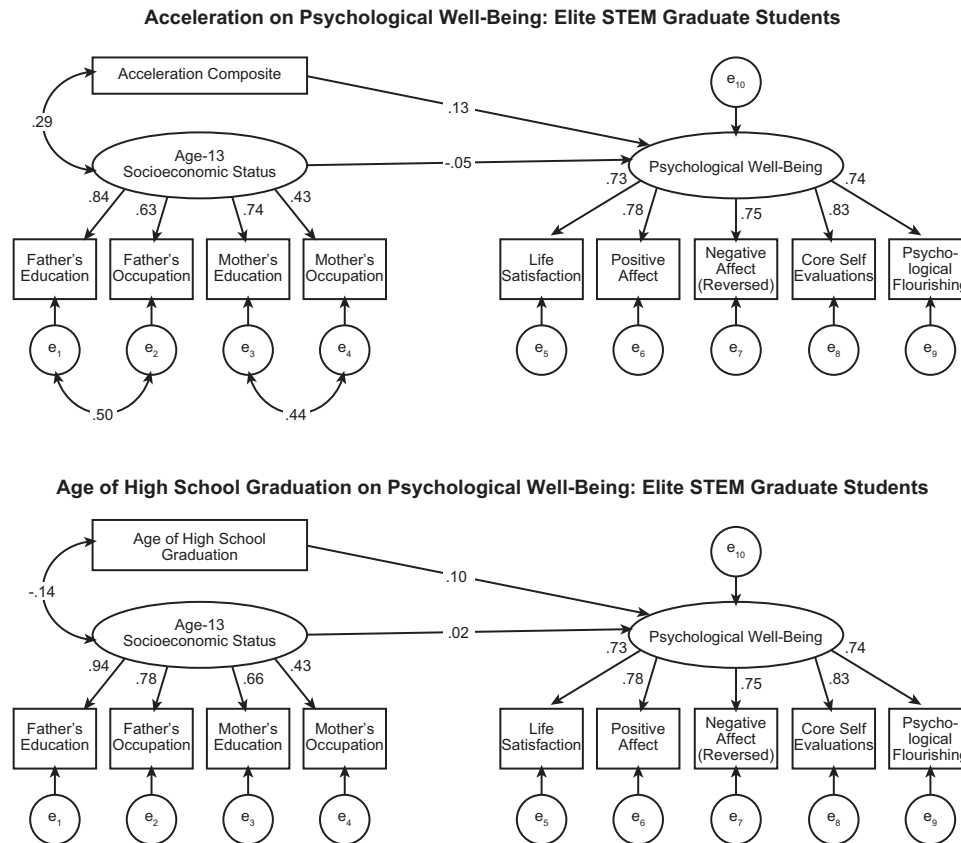 Acceleration on Psychological Well-Being: Elite STEM Graduate Students
Acceleration Composite
e10
.29
.13
Age-13
Socioeconomic Status
-.05
Psychological Well-Being
.84
.63
.74
.43
.73
.78
.75
.83
.74
Father's
Education
Father's
Occupation
Mother's
Education
Mother's
Occupation
Life
Satisfaction
Positive
Affect
Negative
Affect
(Reversed)
Core Self
Evaluations
Psycho-
logical
Flourishing
e1
e2
e3
e4
e5
e6
e7
e8
e9
.50
.44
Age of High School Graduation on Psychological Well-Being: Elite STEM Graduate Students
Age of High School
Graduation
e10
-.14
.10
Age-13
Socioeconomic Status
.02
Psychological Well-Being
.94
.78
.66
.43
.73
.78
.75
.83
.74
Father's
Education
Father's
Occupation
Mother's
Education
Mother's
Occupation
Life
Satisfaction
Positive
Affect
Negative
Affect
(Reversed)
Core Self
Evaluations
Psycho-
logical
Flourishing
e1
e2
e3
e4
e5
e6
e7
e8
e9